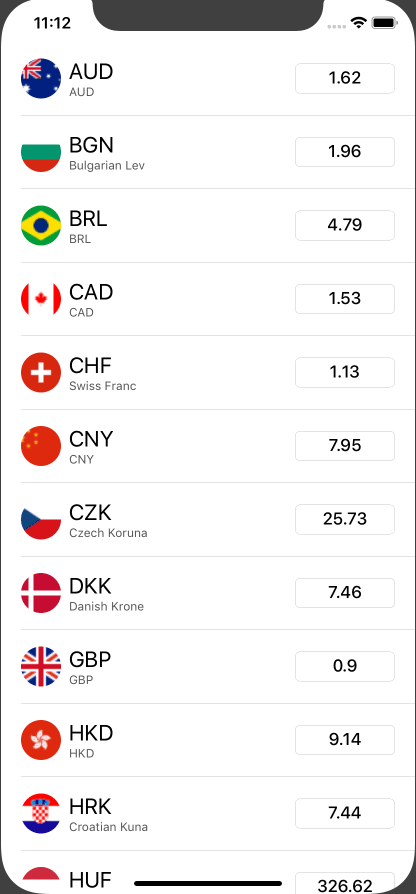 11:12
AUD
AUD
1.62
BGN
Bulgarian Lev
1.96
BRL
BRL
4.79
CAD
CAD
1.53
CHF
Swiss Franc
1.13
CNY
CNY
7.95
CZK
Czech Koruna
25.73
DKK
Danish Krone
7.46
GBP
GBP
0.9
HKD
HKD
9.14
HRK
Croatian Kuna
7.44
HUF
326.62